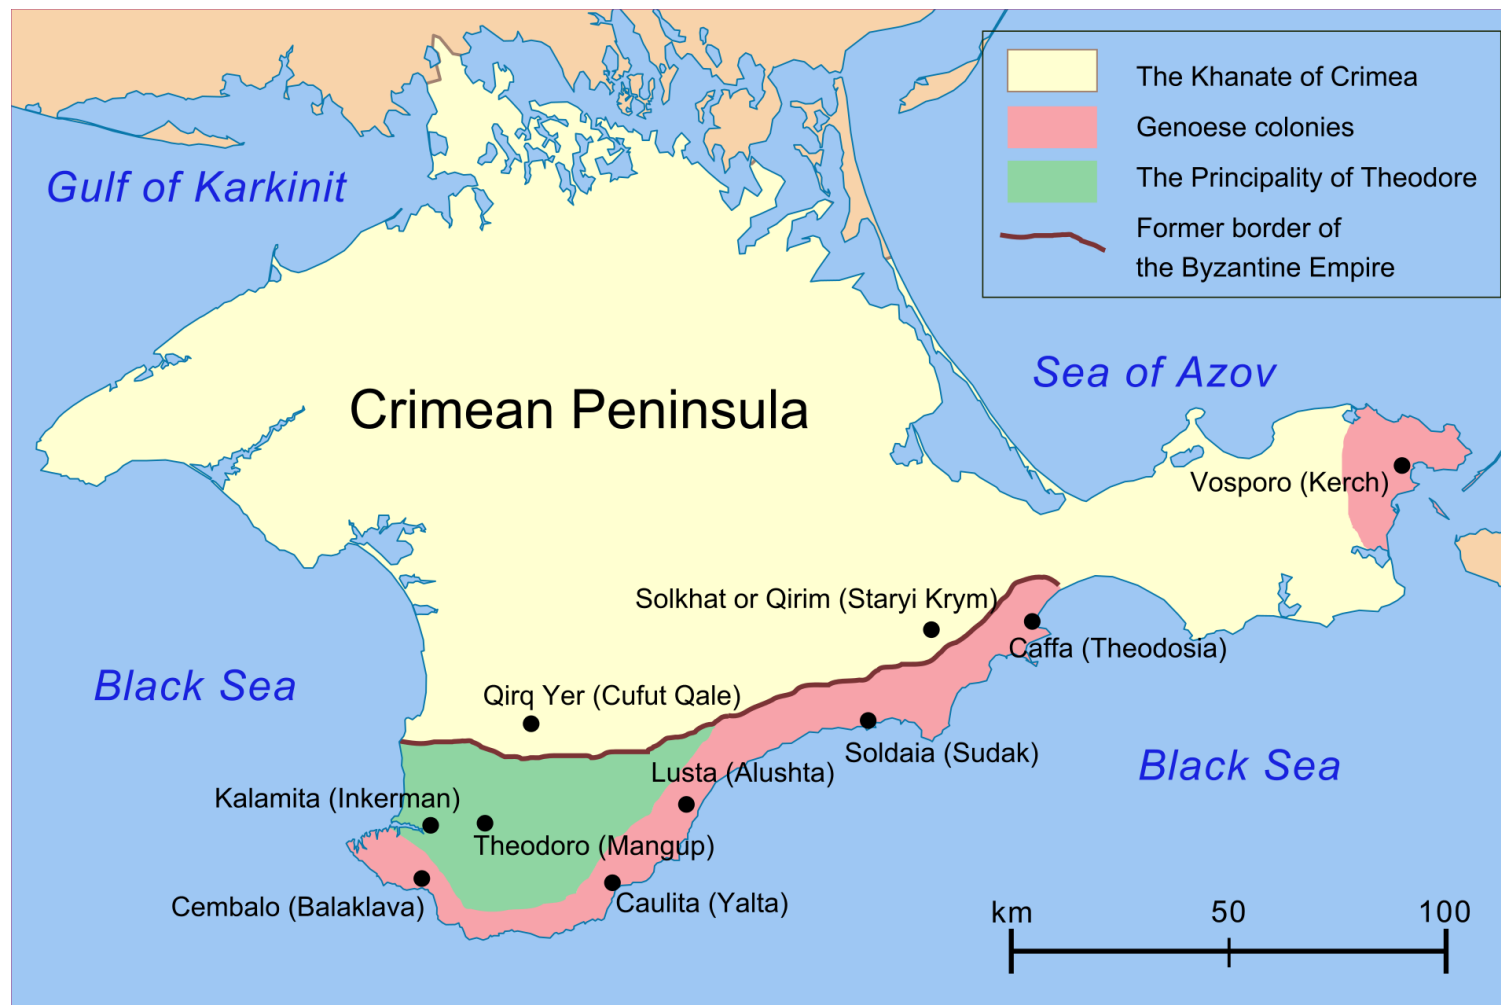 The Khanate of Crimea
Genoese colonies
The Principality of Theodore
Former border of
the Byzantine Empire
Gulf of Karkinit
Sea of Azov
Crimean Peninsula
Vosporo (Kerch)
Solkhat or Qirim (Staryi Krym)
Caffa (Theodosia)
Black Sea
Qirq Yer (Cufut Qale)
Soldaia (Sudak)
Black Sea
Lusta (Alushta)
Kalamita (Inkerman)
Theodoro (Mangup)
Cembalo (Balaklava)
Caulita (Yalta)
km 50 100